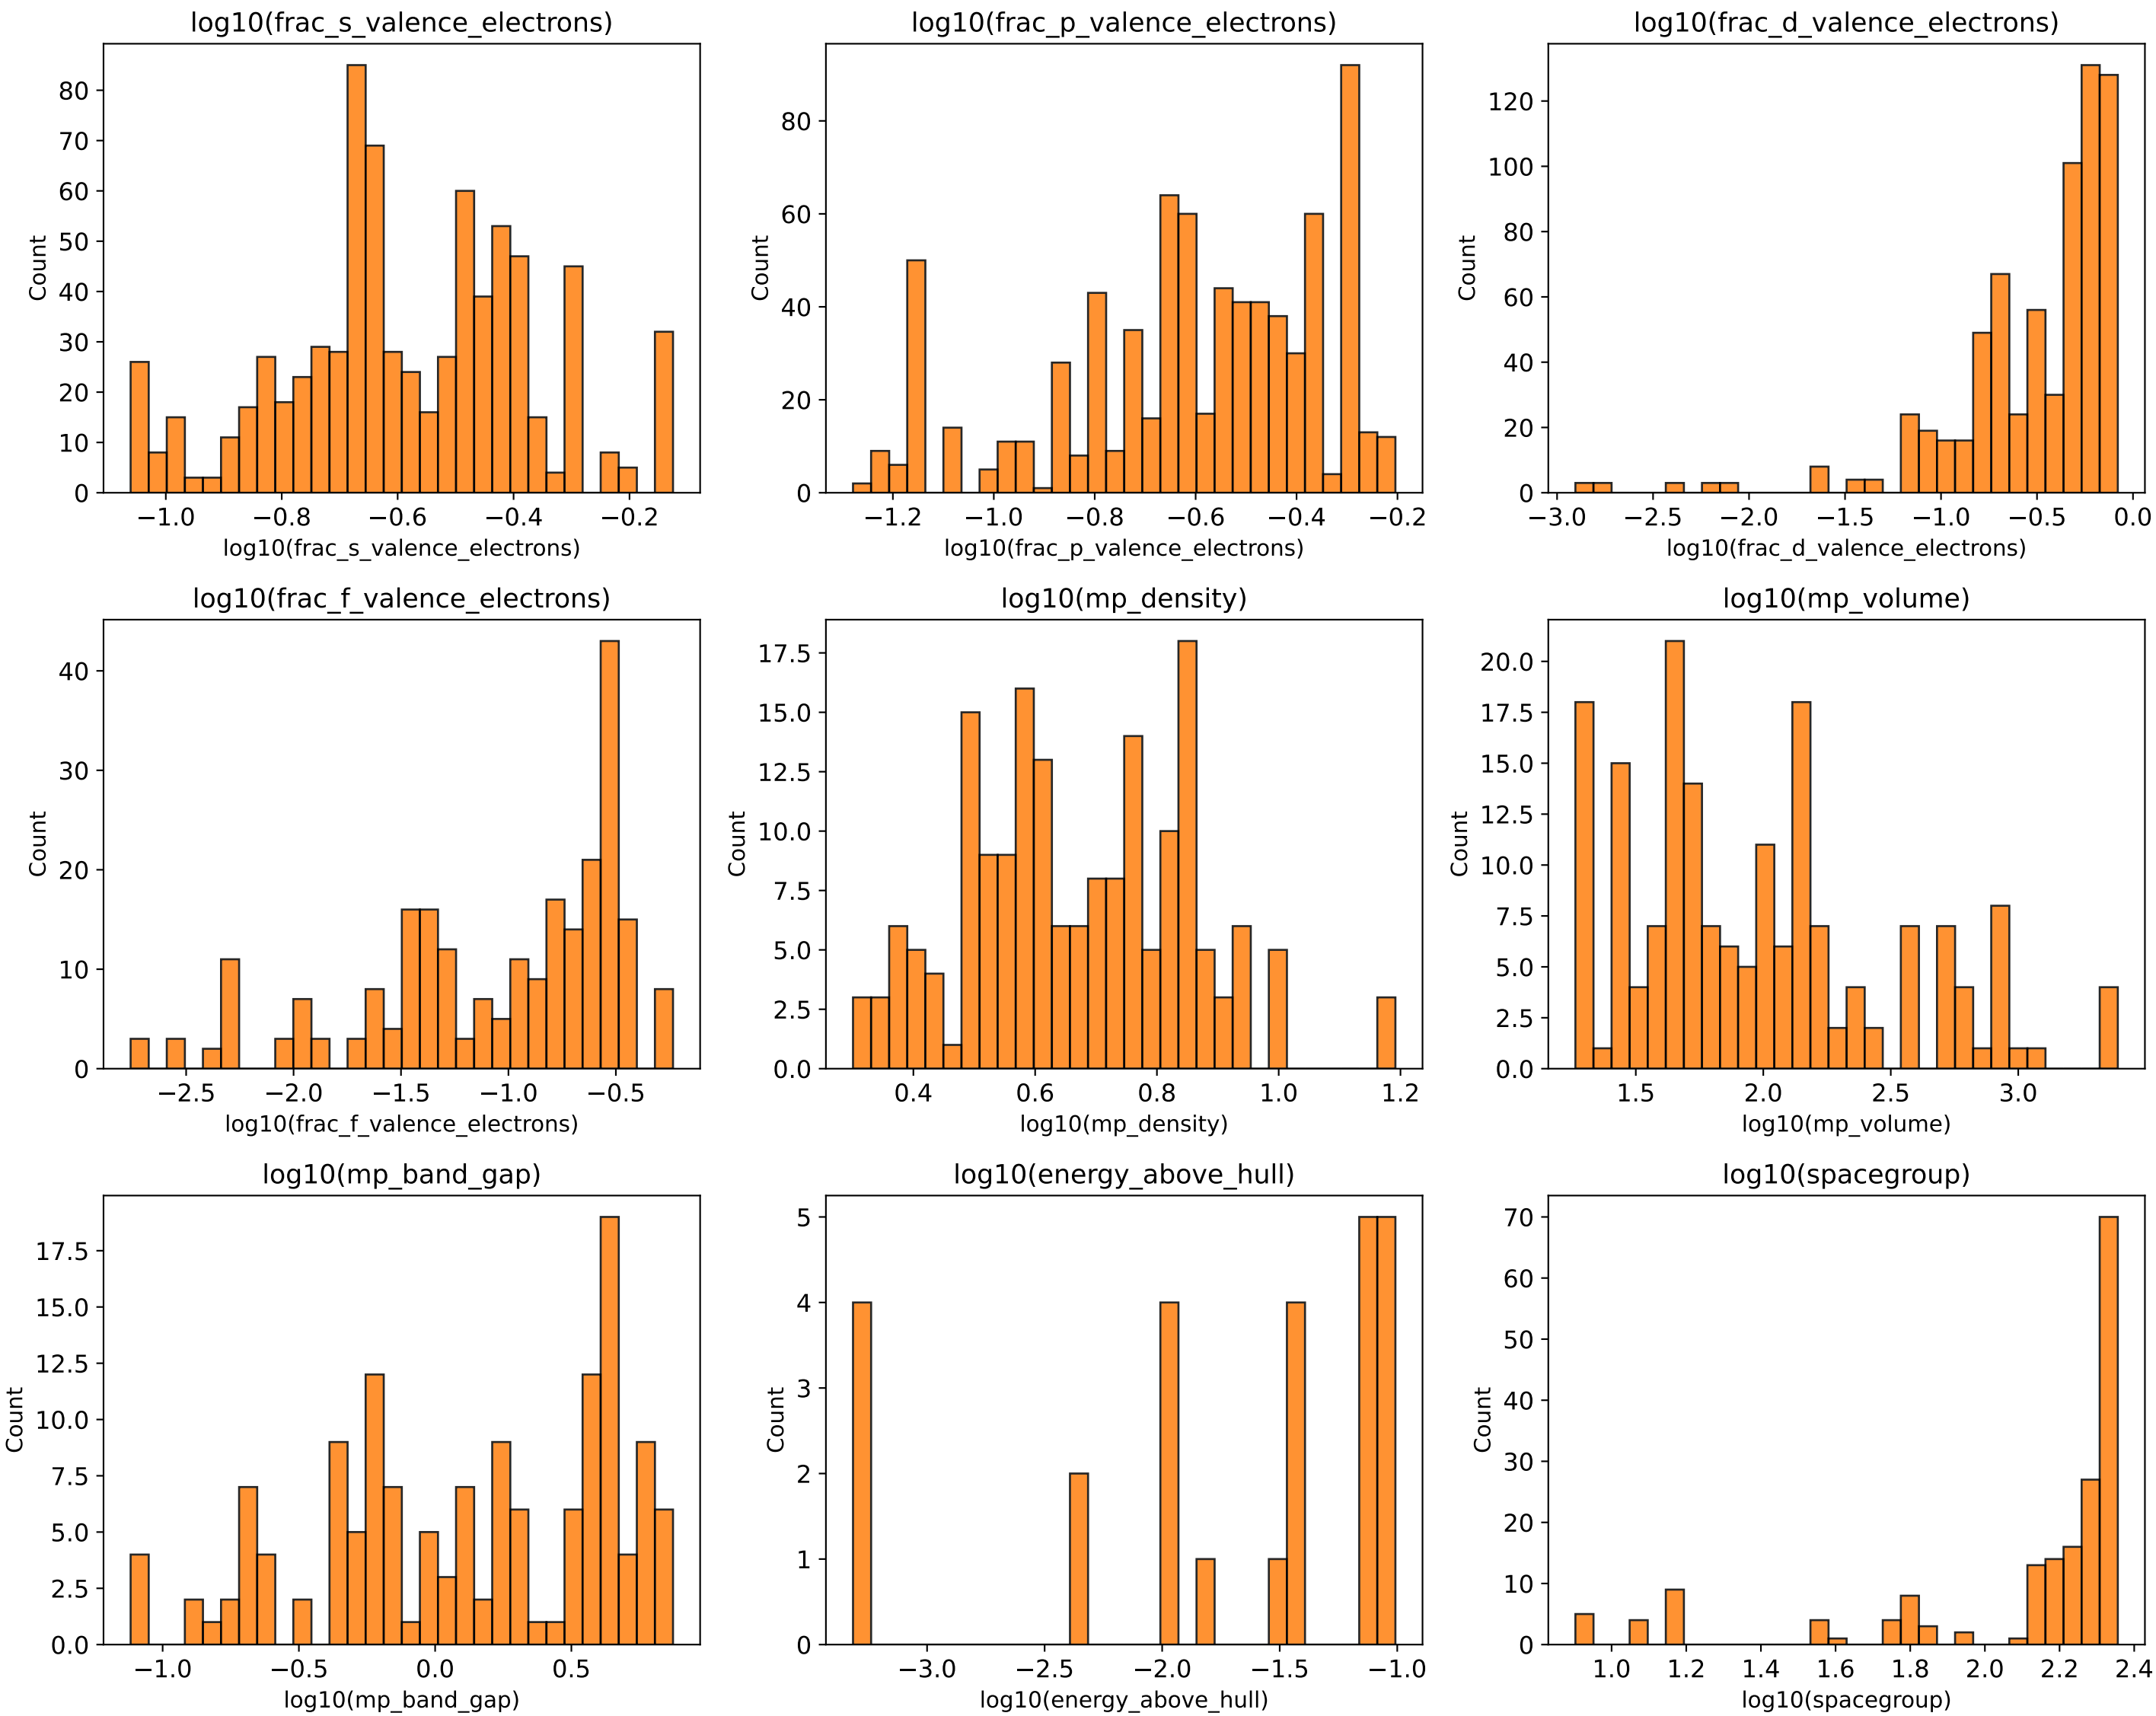 log10(frac_s_valence_electrons)
80
70
60
50
40
30
20
10
0
Count
−1.0 −0.8 −0.6 −0.4 −0.2
log10(frac_s_valence_electrons)
log10(frac_p_valence_electrons)
80
60
40
20
0
Count
−1.2 −1.0 −0.8 −0.6 −0.4 −0.2
log10(frac_p_valence_electrons)
log10(frac_d_valence_electrons)
120
100
80
60
40
20
0
Count
−3.0 −2.5 −2.0 −1.5 −1.0 −0.5 0.0
log10(frac_d_valence_electrons)
log10(frac_f_valence_electrons)
40
30
20
10
0
Count
−2.5 −2.0 −1.5 −1.0 −0.5
log10(frac_f_valence_electrons)
log10(mp_density)
17.5
15.0
12.5
10.0
7.5
5.0
2.5
0.0
Count
0.4 0.6 0.8 1.0 1.2
log10(mp_density)
log10(mp_volume)
20.0
17.5
15.0
12.5
10.0
7.5
5.0
2.5
0.0
Count
1.5 2.0 2.5 3.0
log10(mp_volume)
log10(mp_band_gap)
17.5
15.0
12.5
10.0
7.5
5.0
2.5
0.0
Count
−1.0 −0.5 0.0 0.5
log10(mp_band_gap)
log10(energy_above_hull)
5
4
3
2
1
0
Count
−3.0 −2.5 −2.0 −1.5 −1.0
log10(energy_above_hull)
log10(spacegroup)
70
60
50
40
30
20
10
0
Count
1.0 1.2 1.4 1.6 1.8 2.0 2.2 2.4
log10(spacegroup)